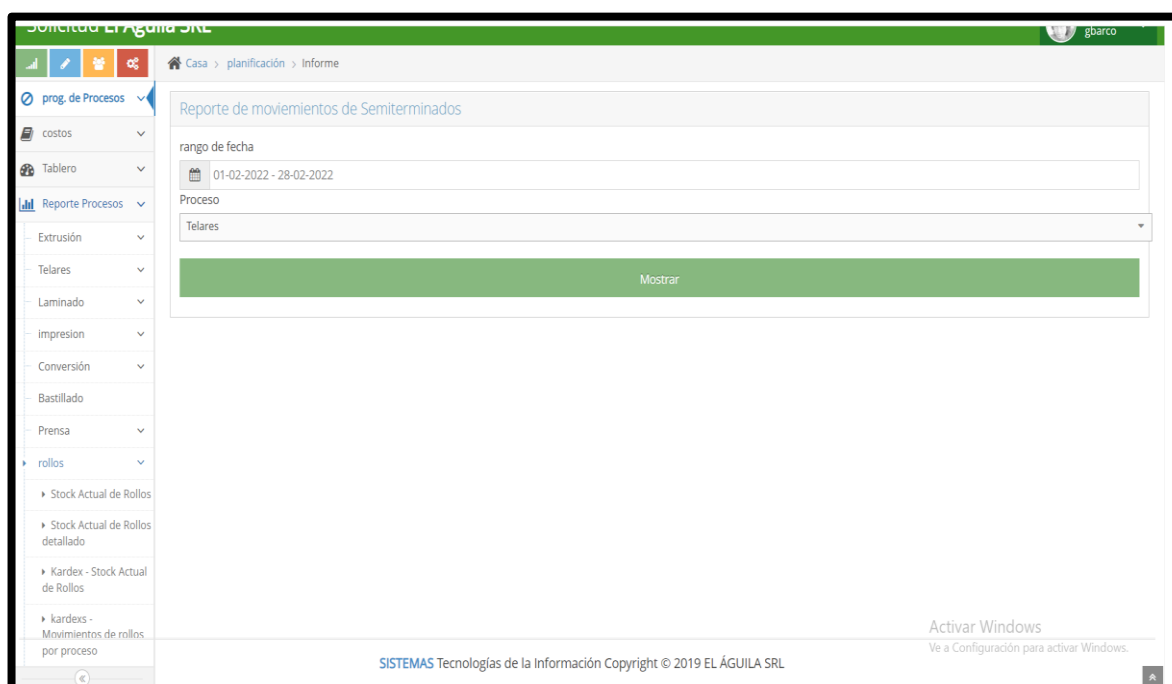 Solicitud El Águila SRL
gbarco
Casa > planificación > Informe
prog. de Procesos
costos
Tablero
Reporte Procesos
Extrusión
Telares
Laminado
impresion
Conversión
Bastillado
Prensa
rollos
Stock Actual de Rollos
Stock Actual de Rollos
detallado
Kardex - Stock Actual
de Rollos
kardexs -
Movimientos de rollos
por proceso
Reporte de moviemientos de Semiterminados
rango de fecha
01-02-2022 - 28-02-2022
Proceso
Telares
Mostrar
Activar Windows
Ve a Configuración para activar Windows.
SISTEMAS Tecnologías de la Información Copyright © 2019 EL ÁGUILA SRL